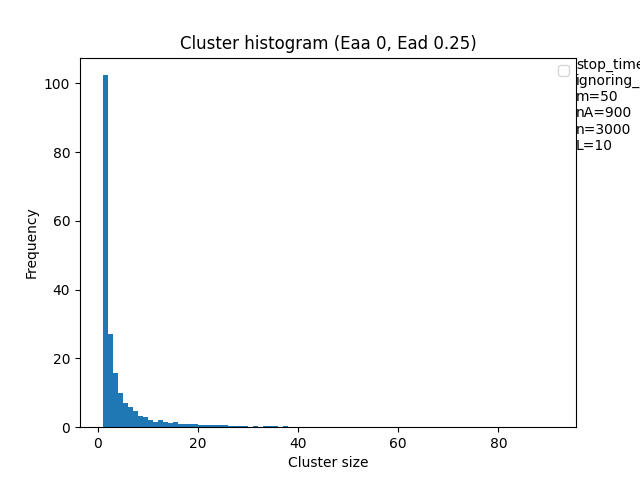 Cluster histogram (Eaa 0, Ead 0.25)
stop_time
ignoring_
m=50
nA=900
n=3000
L=10
100
80
60
40
20
0
Frequency
0 20 40 60 80
Cluster size